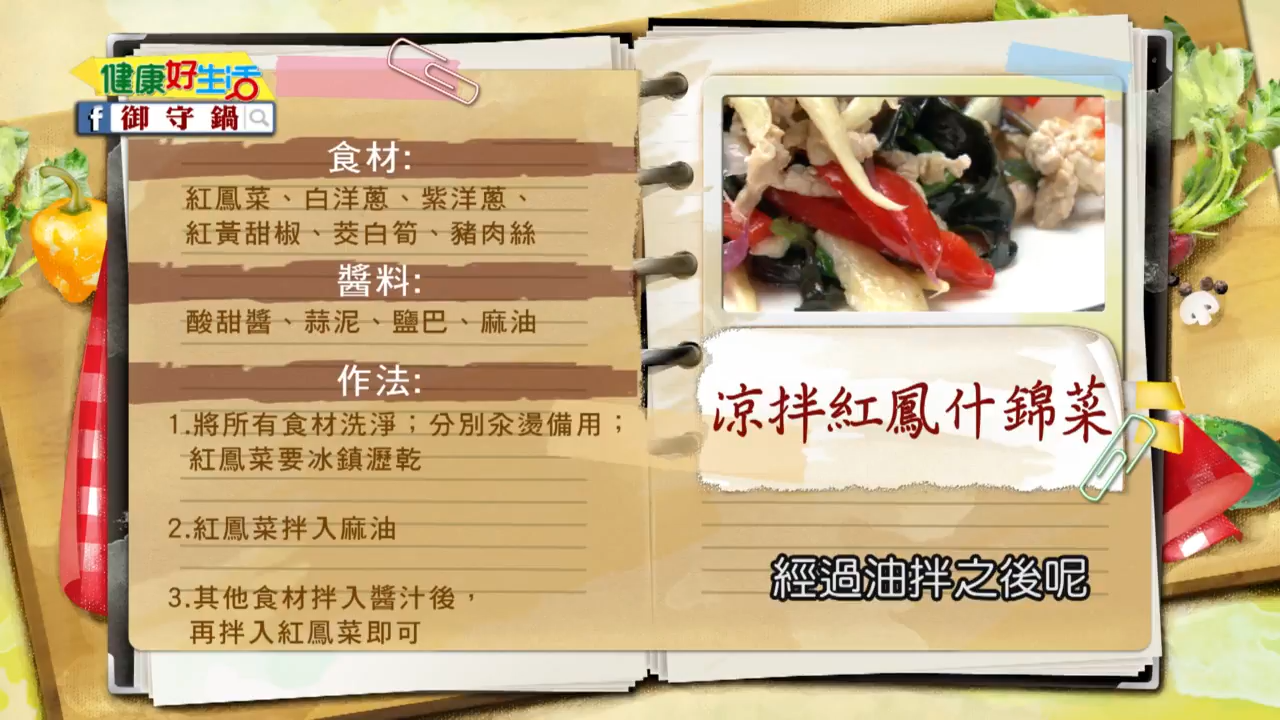 健康好生活
f 御守鍋
食材:
紅鳳菜、白洋蔥、紫洋蔥、
紅黃甜椒、茭白筍、豬肉絲
醬料:
酸甜醬、蒜泥、鹽巴、麻油
作法:
1.將所有食材洗淨；分別汆燙備用；
紅鳳菜要冰鎮瀝乾
2.紅鳳菜拌入麻油
3.其他食材拌入醬汁後，
再拌入紅鳳菜即可
涼拌紅鳳什錦菜
經過油拌之後呢